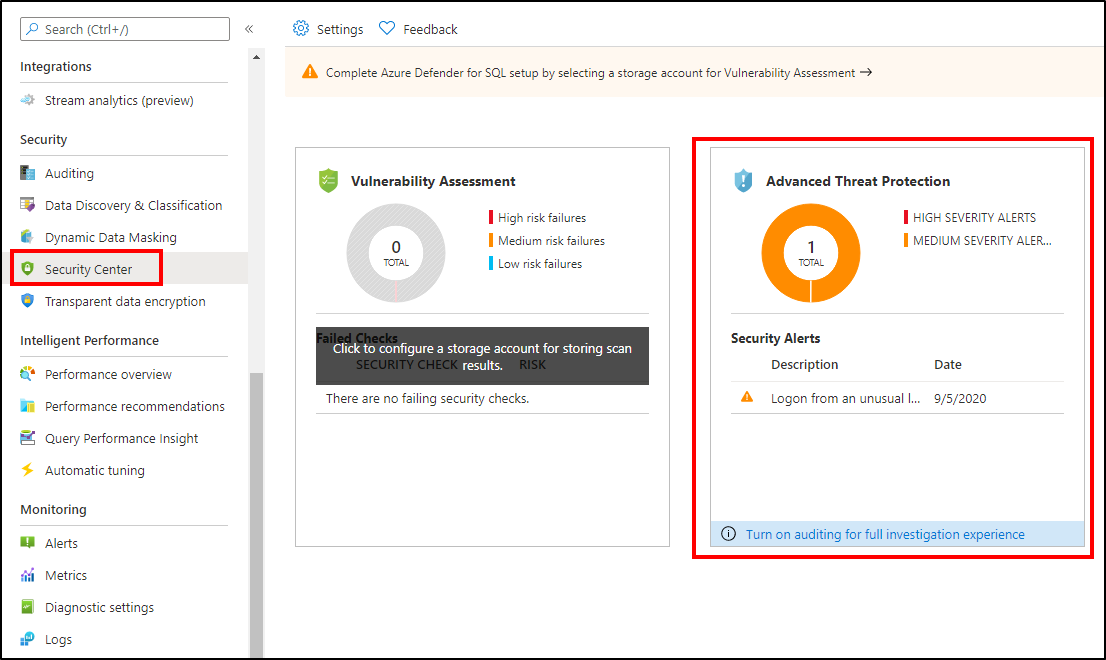 Search (Ctrl+/)
«
Integrations
Stream analytics (preview)
Security
Auditing
Data Discovery & Classification
Dynamic Data Masking
Security Center
Transparent data encryption
Intelligent Performance
Performance overview
Performance recommendations
Query Performance Insight
Automatic tuning
Monitoring
Alerts
Metrics
Diagnostic settings
Logs
Settings Feedback
Complete Azure Defender for SQL setup by selecting a storage account for Vulnerability Assessment →
Vulnerability Assessment
0
TOTAL
High risk failures
Medium risk failures
Low risk failures
Failed Checks
Click to configure a storage account for storing scan
results.
SECURITY CHECK RISK
There are no failing security checks.
Advanced Threat Protection
1
TOTAL
HIGH SEVERITY ALERTS
MEDIUM SEVERITY ALER...
Security Alerts
Description Date
Logon from an unusual l... 9/5/2020
Turn on auditing for full investigation experience